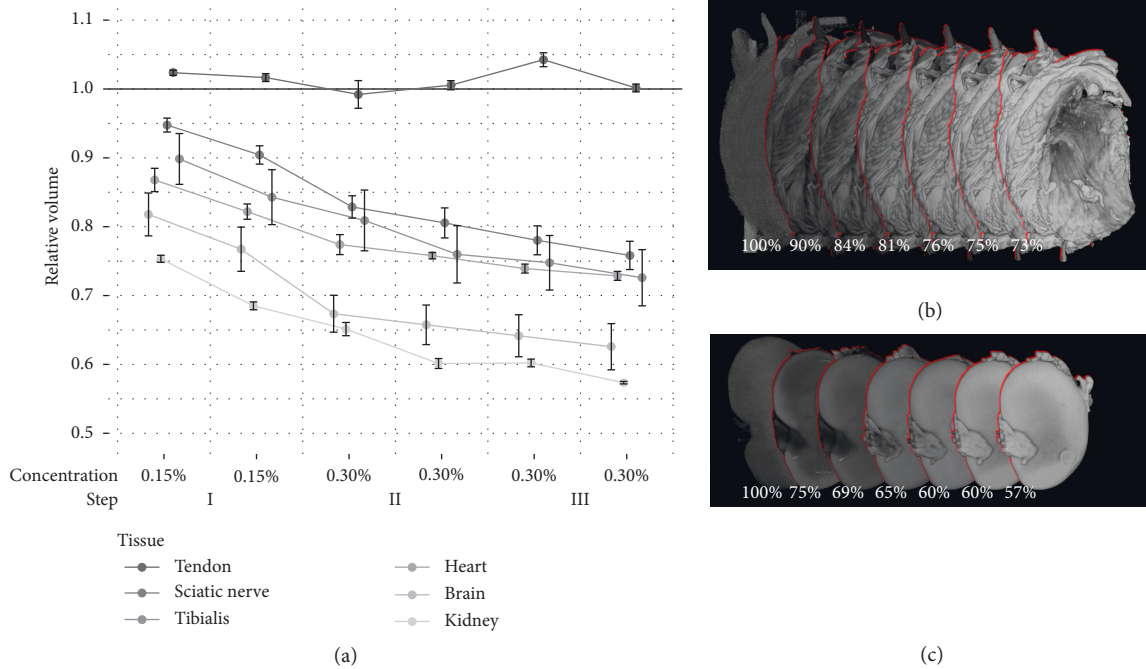 1.1
1.0
0.9
0.8
0.7
0.6
0.5
Relative volume
Concentration 0.15% 0.15% 0.30% 0.30% 0.30% 0.30%
Step I II III
Tissue
Tendon
Sciatic nerve
Tibialis
Heart
Brain
Kidney
(a)
100% 90% 84% 81% 76% 75% 73%
(b)
100% 75% 69% 65% 60% 60% 57%
(c)